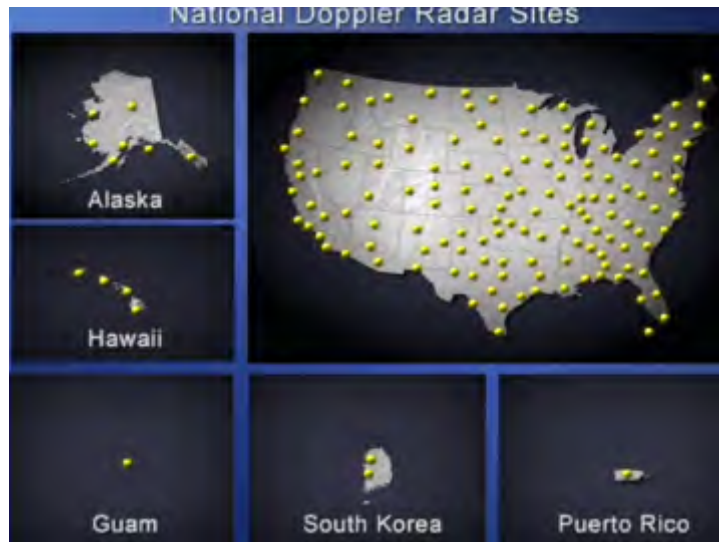 National Doppler Radar Sites
Alaska
Hawaii
Guam
South Korea
Puerto Rico